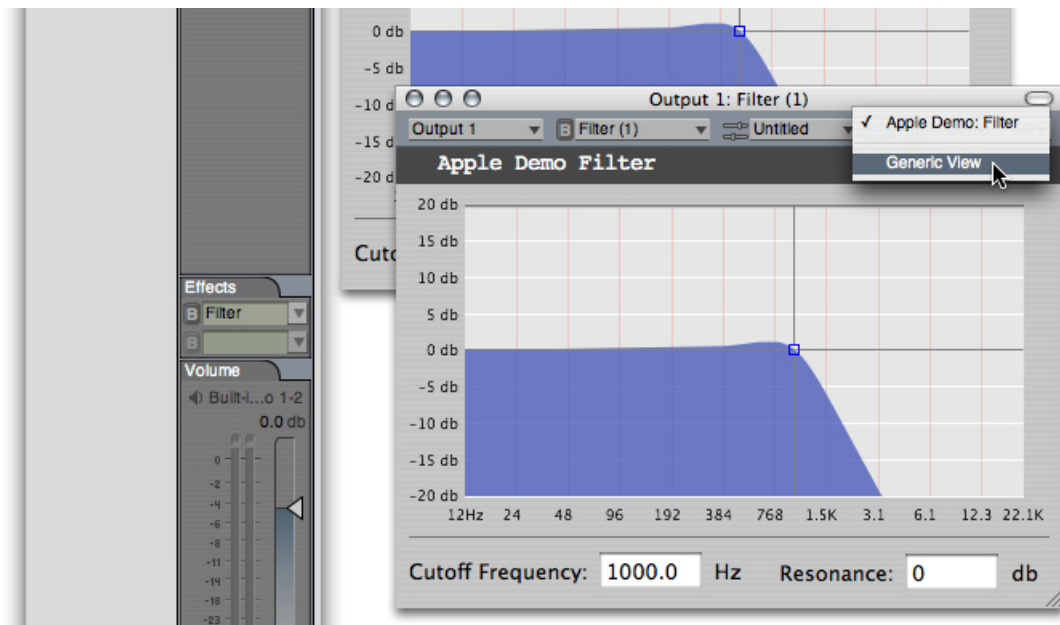 0 db
-5 db
-10 d
-15 d
-20 d
Cuto
Effects
B Filter
B
Volume
Built-i...o 1-2
0.0 db
0
-2
-4
-6
-8
-11
-14
-18
-23
Output 1: Filter (1)
Output 1 B Filter (1) Untitled
✓ Apple Demo: Filter
Generic View
Apple Demo Filter
20 db
15 db
10 db
5 db
0 db
-5 db
-10 db
-15 db
-20 db
12Hz 24 48 96 192 384 768 1.5K 3.1 6.1 12.3 22.1K
Cutoff Frequency: 1000.0 Hz Resonance: 0 db